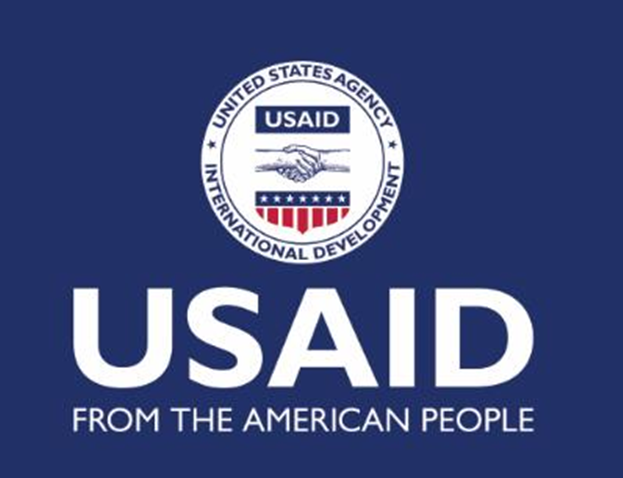 UNITED STATES AGENCY
USAID
INTERNATIONAL DEVELOPMENT
USAID
FROM THE AMERICAN PEOPLE